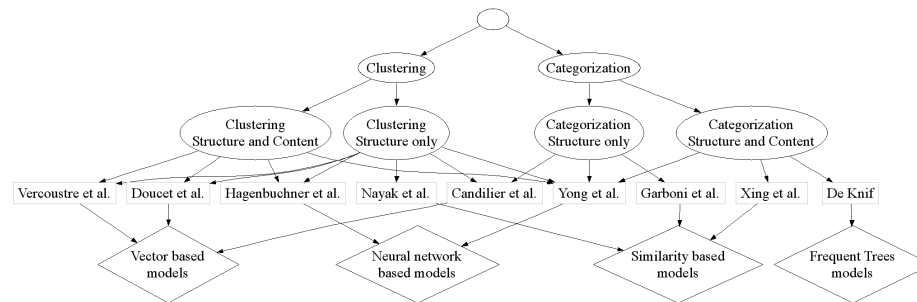 Clustering
Categorization
Clustering
Structure and Content
Clustering
Structure only
Categorization
Structure only
Categorization
Structure and Content
Vercoustre et al.
Doucet et al.
Hagenbuchner et al.
Nayak et al.
Candilier et al.
Yong et al.
Garboni et al.
Xing et al.
De Knif
Vector based
models
Neural network
based models
Similarity based
models
Frequent Trees
models